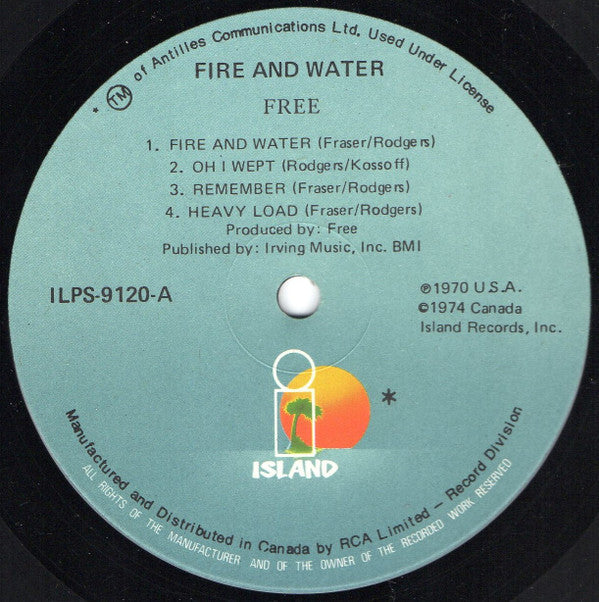 * TM of Antilles Communications Ltd. Used Under License
FIRE AND WATER
FREE
1. FIRE AND WATER (Fraser/Rodgers)
2. OH I WEPT (Rodgers/Kossoff)
3. REMEMBER (Fraser/Rodgers)
4. HEAVY LOAD (Fraser/Rodgers)
Produced by: Free
Published by: Irving Music, Inc. BMI
ILPS-9120-A
℗1970 U.S.A.
©1974 Canada
Island Records, Inc.
i *
ISLAND
Manufactured and Distributed in Canada by RCA Limited – Record Division
ALL RIGHTS OF THE MANUFACTURER AND OF THE OWNER OF THE RECORDED WORK RESERVED